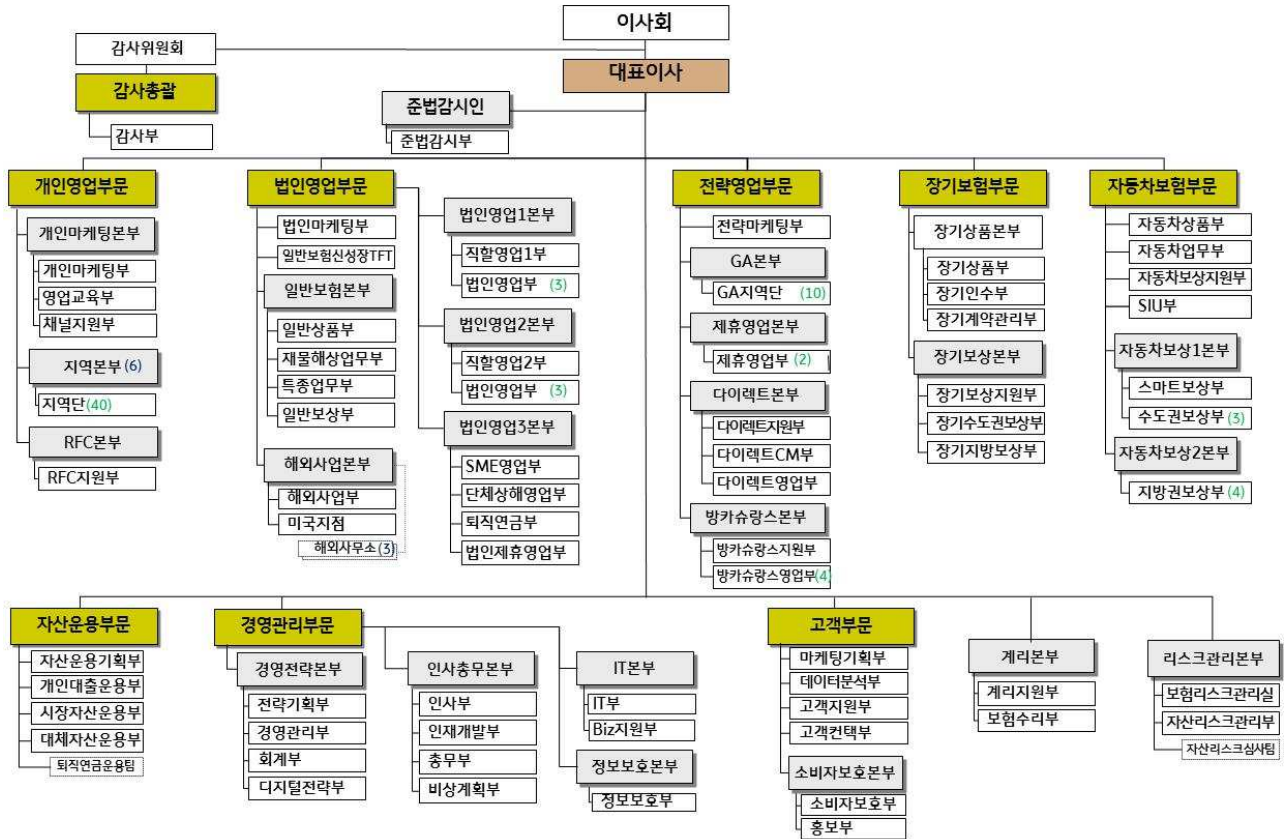 이사회
감사위원회
대표이사
감사총괄
감사부
준법감시인
준법감시부
개인영업부문
개인마케팅본부
개인마케팅부
영업교육부
채널지원부
지역본부(6)
지역단(40)
RFC본부
RFC지원부
법인영업부문
법인마케팅부
일반보험신성장TFT
일반보험본부
일반상품부
재물해상업무부
특종업무부
일반보상부
해외사업본부
해외사업부
미국지점
해외사무소(3)
법인영업1본부
직할영업1부
법인영업부 (3)
법인영업2본부
직할영업2부
법인영업부 (3)
법인영업3본부
SME영업부
단체상해영업부
퇴직연금부
법인제휴영업부
전략영업부문
전략마케팅부
GA본부
GA지역단 (10)
제휴영업본부
제휴영업부(2)
다이렉트본부
다이렉트지원부
다이렉트CM부
다이렉트영업부
방카슈랑스본부
방카슈랑스지원부
방카슈랑스영업부(4)
장기보험부문
장기상품본부
장기상품부
장기인수부
장기계약관리부
장기보상본부
장기보상지원부
장기수도권보상부
장기지방보상부
자동차보험부문
자동차상품부
자동차업무부
자동차보상지원부
SIU부
자동차보상1본부
스마트보상부
수도권보상부(3)
자동차보상2본부
지방권보상부(4)
자산운용부문
자산운용기획부
개인대출운용부
시장자산운용부
대체자산운용부
퇴직연금운용팀
경영관리부문
경영전략본부
전략기획부
경영관리부
회계부
디지털전략부
인사총무본부
인사부
인재개발부
총무부
비상계획부
IT본부
IT부
Biz지원부
정보보호본부
정보보호부
고객부문
마케팅기획부
데이터분석부
고객지원부
고객컨택부
소비자보호본부
소비자보호부
홍보부
계리본부
계리지원부
보험수리부
리스크관리본부
보험리스크관리실
자산리스크관리부
자산리스크심사팀